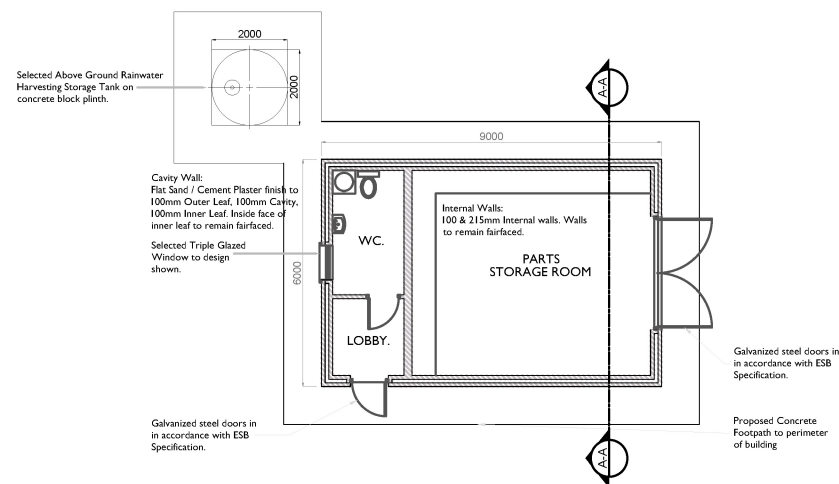 2000
Selected Above Ground Rainwater
Harvesting Storage Tank on
concrete block plinth.
2000
A-A
9000
Cavity Wall:
Flat Sand / Cement Plaster finish to
100mm Outer Leaf, 100mm Cavity,
100mm Inner Leaf. Inside face of
inner leaf to remain fairfaced.
Internal Walls:
100 & 215mm Internal walls. Walls
to remain fairfaced.
WC.
Selected Triple Glazed
Window to design
shown.
PARTS
STORAGE ROOM
6000
LOBBY.
Galvanized steel doors in
in accordance with ESB
Specification.
Galvanized steel doors in
in accordance with ESB
Specification.
Proposed Concrete
Footpath to perimeter
of building
A-A